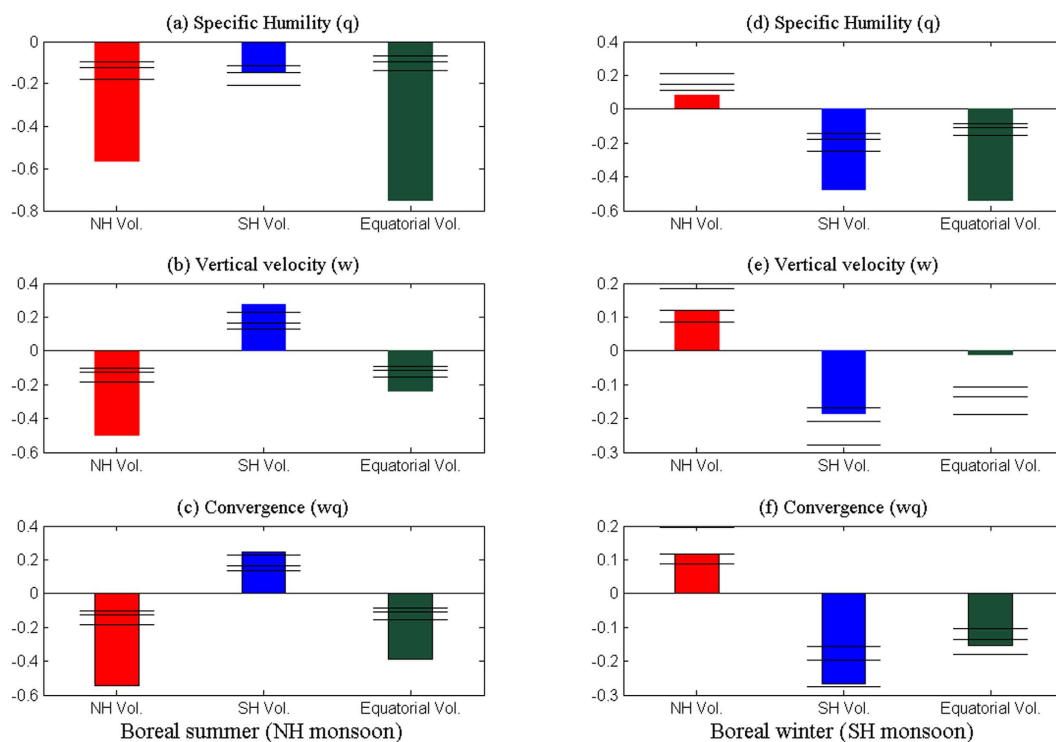 (a) Specific Humility (q)
0
-0.2
-0.4
-0.6
-0.8
NH Vol. SH Vol. Equatorial Vol.
(b) Vertical velocity (w)
0.4
0.2
0
-0.2
-0.4
-0.6
NH Vol. SH Vol. Equatorial Vol.
(c) Convergence (wq)
0.4
0.2
0
-0.2
-0.4
-0.6
NH Vol. SH Vol. Equatorial Vol.
Boreal summer (NH monsoon)
(d) Specific Humility (q)
0.4
0.2
0
-0.2
-0.4
-0.6
NH Vol. SH Vol. Equatorial Vol.
(e) Vertical velocity (w)
0.2
0.1
0
-0.1
-0.2
-0.3
NH Vol. SH Vol. Equatorial Vol.
(f) Convergence (wq)
0.2
0.1
0
-0.1
-0.2
-0.3
NH Vol. SH Vol. Equatorial Vol.
Boreal winter (SH monsoon)